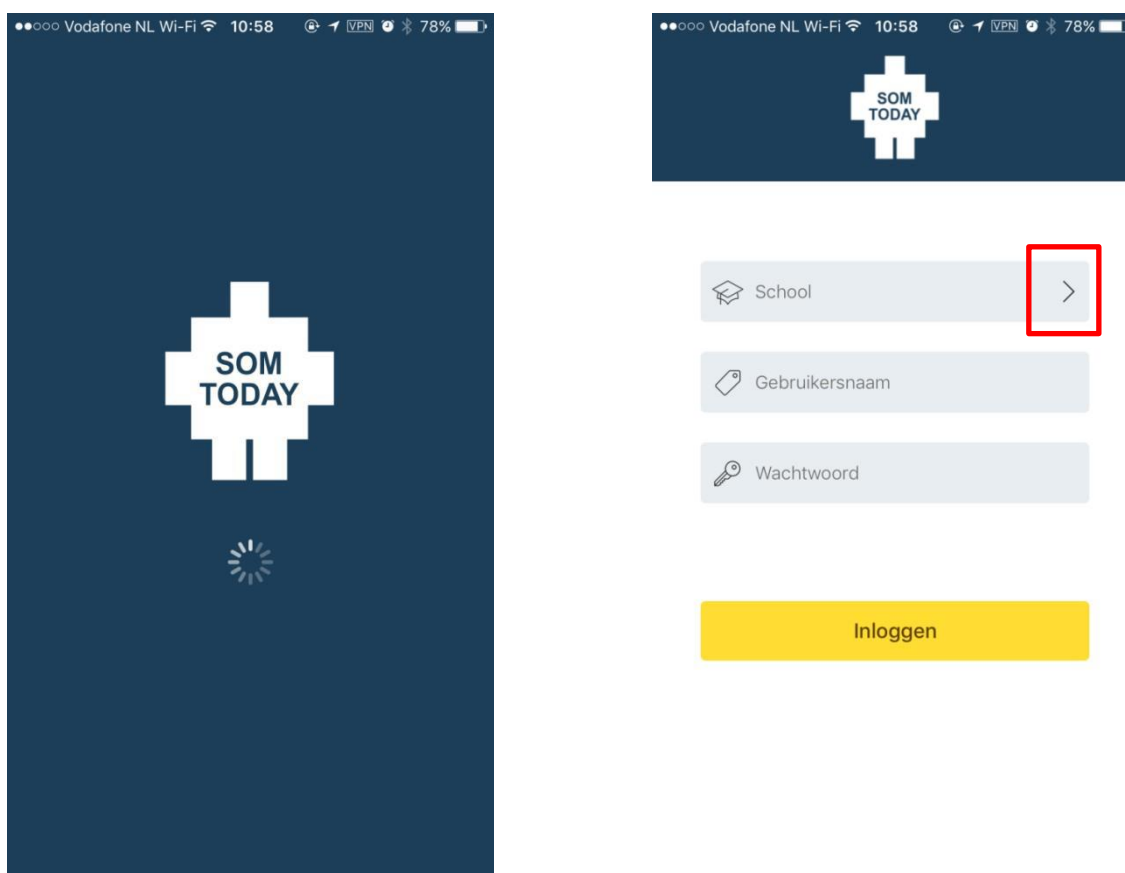 Vodafone NL Wi-Fi 10:58 VPN 78%
SOM
TODAY
Vodafone NL Wi-Fi 10:58 VPN 78%
SOM
TODAY
School
Gebruikersnaam
Wachtwoord
Inloggen